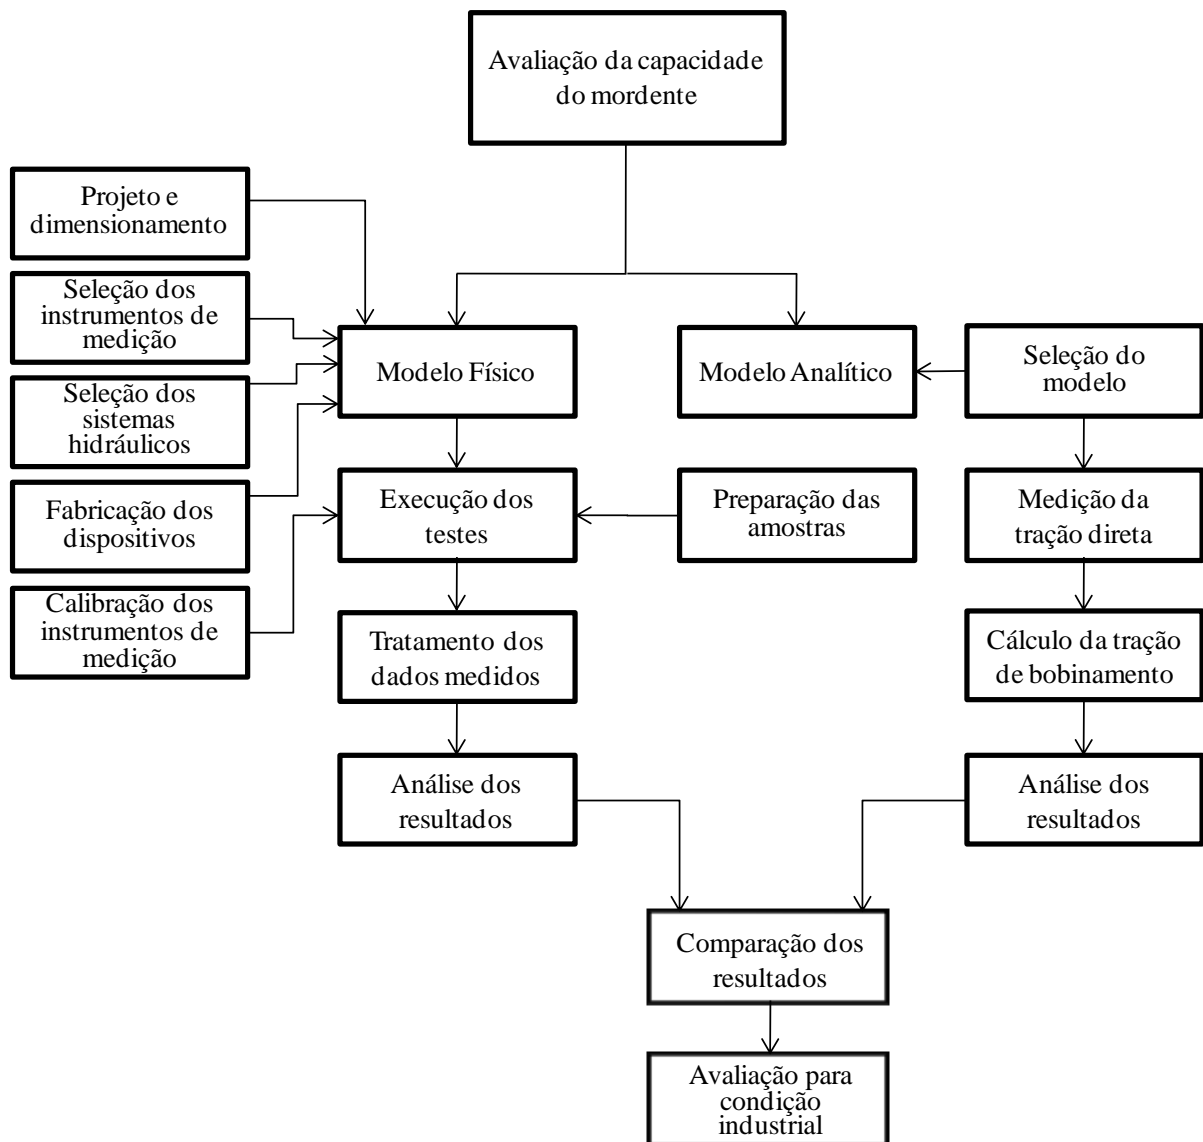 Avaliação da capacidade
do mordente
Projeto e
dimensionamento
Seleção dos
instrumentos de
medição
Seleção dos
sistemas
hidráulicos
Fabricação dos
dispositivos
Calibração dos
instrumentos de
medição
Modelo Físico
Modelo Analítico
Seleção do
modelo
Execução dos
testes
Preparação das
amostras
Medição da
tração direta
Tratamento dos
dados medidos
Cálculo da tração
de bobinamento
Análise dos
resultados
Análise dos
resultados
Comparação dos
resultados
Avaliação para
condição
industrial